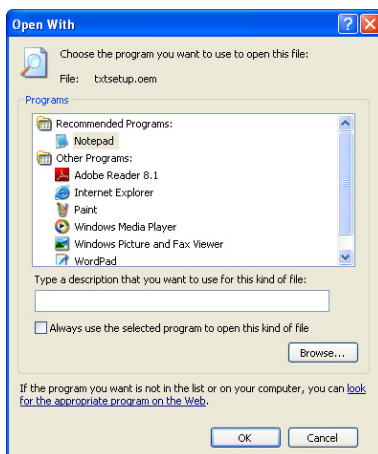 Open With
Choose the program you want to use to open this file:
File: txtsetup.oem
Programs
Recommended Programs:
Notepad
Other Programs:
Adobe Reader 8.1
Internet Explorer
Paint
Windows Media Player
Windows Picture and Fax Viewer
WordPad
Type a description that you want to use for this kind of file:
Always use the selected program to open this kind of file
Browse...
If the program you want is not in the list or on your computer, you can look
for the appropriate program on the Web.
OK Cancel